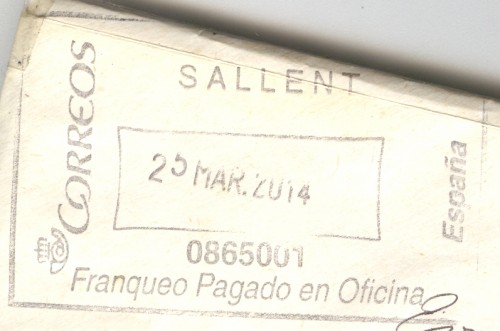 SALLENT
CORREOS
25 MAR. 2014
España
0865001
Franqueo Pagado en Oficina